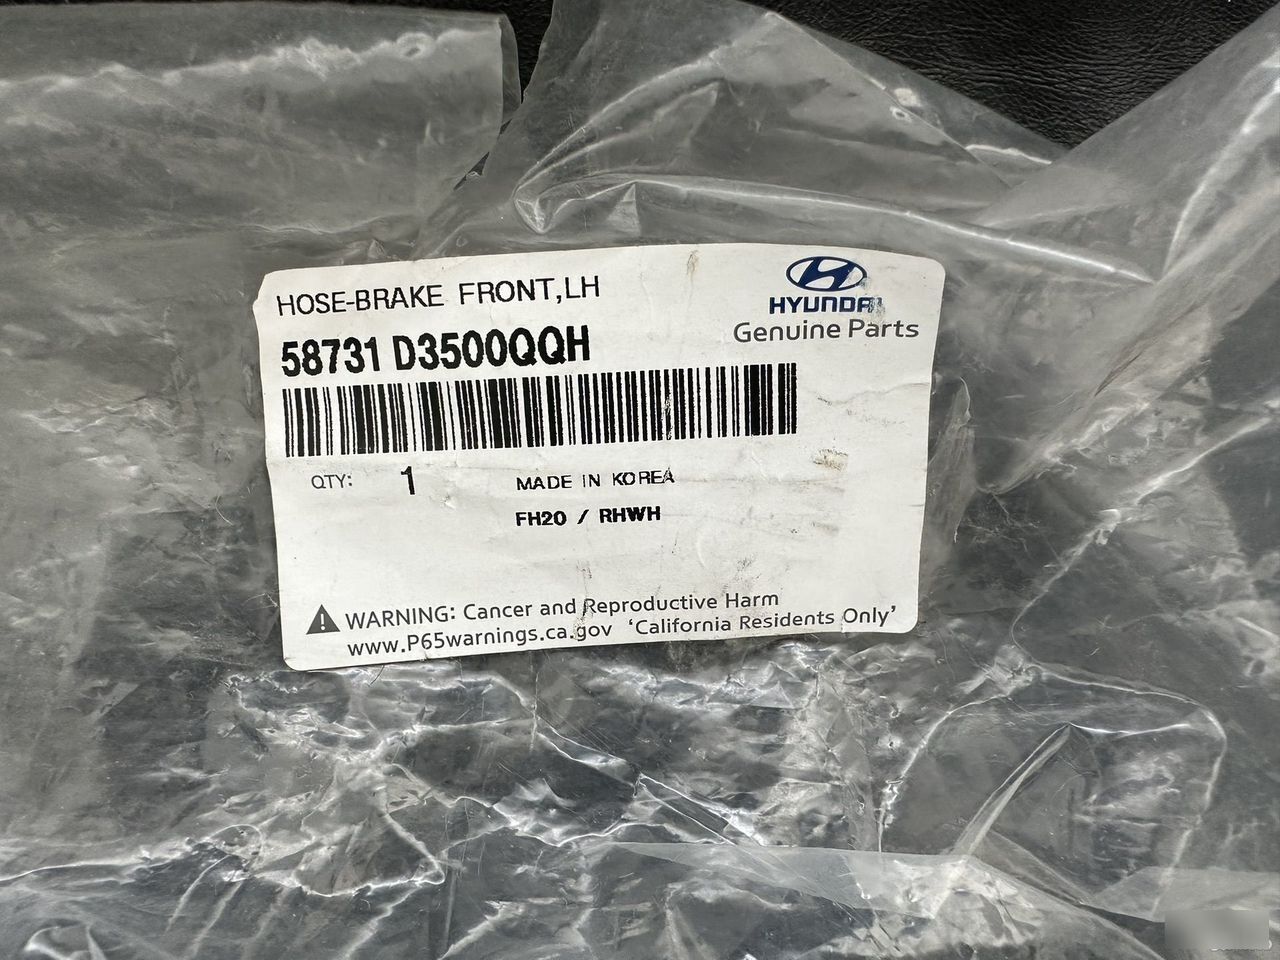 HOSE-BRAKE FRONT,LH
HYUNDAI
Genuine Parts
58731 D3500QQH
QTY: 1
MADE IN KOREA
FH20 / RHWH
WARNING: Cancer and Reproductive Harm
www.P65warnings.ca.gov ‘California Residents Only’